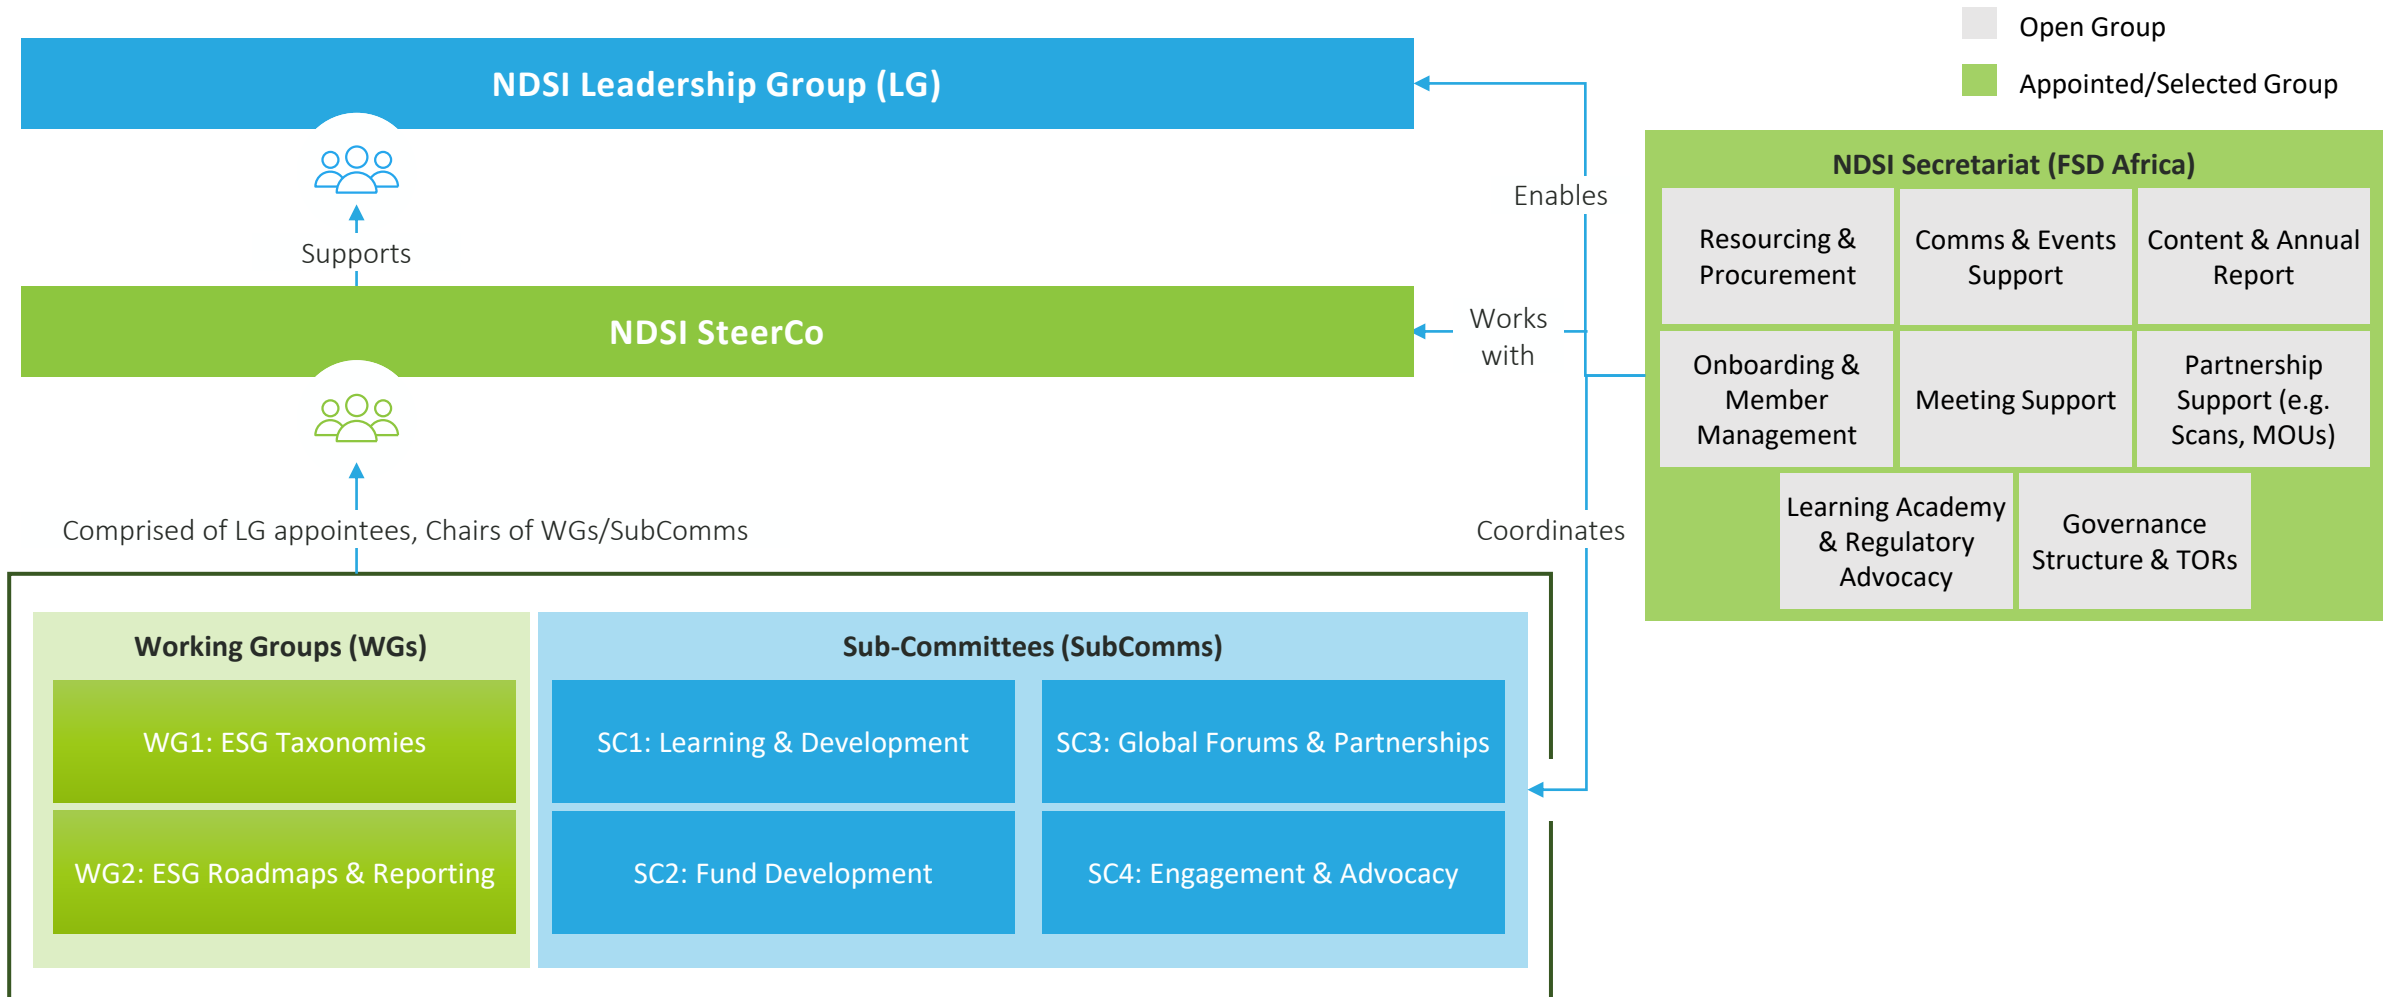 Open Group
Appointed/Selected Group
NDSI Leadership Group (LG)
Supports
NDSI SteerCo
Comprised of LG appointees, Chairs of WGs/SubComms
Enables
Works
with
Coordinates
NDSI Secretariat (FSD Africa)
Resourcing &
Procurement
Comms & Events
Support
Content & Annual
Report
Onboarding &
Member
Management
Meeting Support
Partnership
Support (e.g.
Scans, MOUs)
Learning Academy
& Regulatory
Advocacy
Governance
Structure & TORs
Working Groups (WGs)
WG1: ESG Taxonomies
WG2: ESG Roadmaps & Reporting
Sub-Committees (SubComms)
SC1: Learning & Development
SC3: Global Forums & Partnerships
SC2: Fund Development
SC4: Engagement & Advocacy